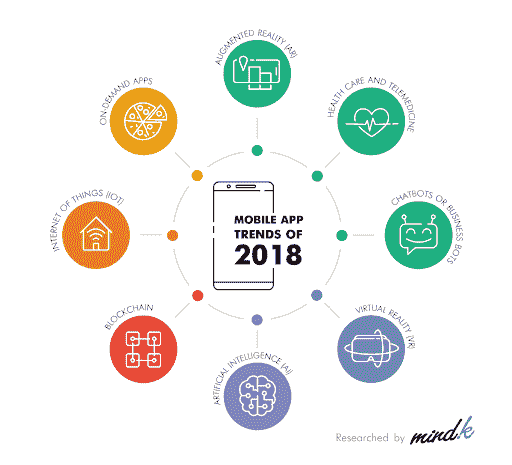 AUGMENTED REALITY (AR)
HEALTH CARE AND TELEMEDICINE
CHATBOTS OR BUSINESS BOTS
VIRTUAL REALITY (VR)
ARTIFICIAL INTELLIGENCE (AI)
BLOCKCHAIN
INTERNET OF THINGS (IOT)
ON-DEMAND APPS
MOBILE APP
TRENDS OF
2018
Researched by mind.k